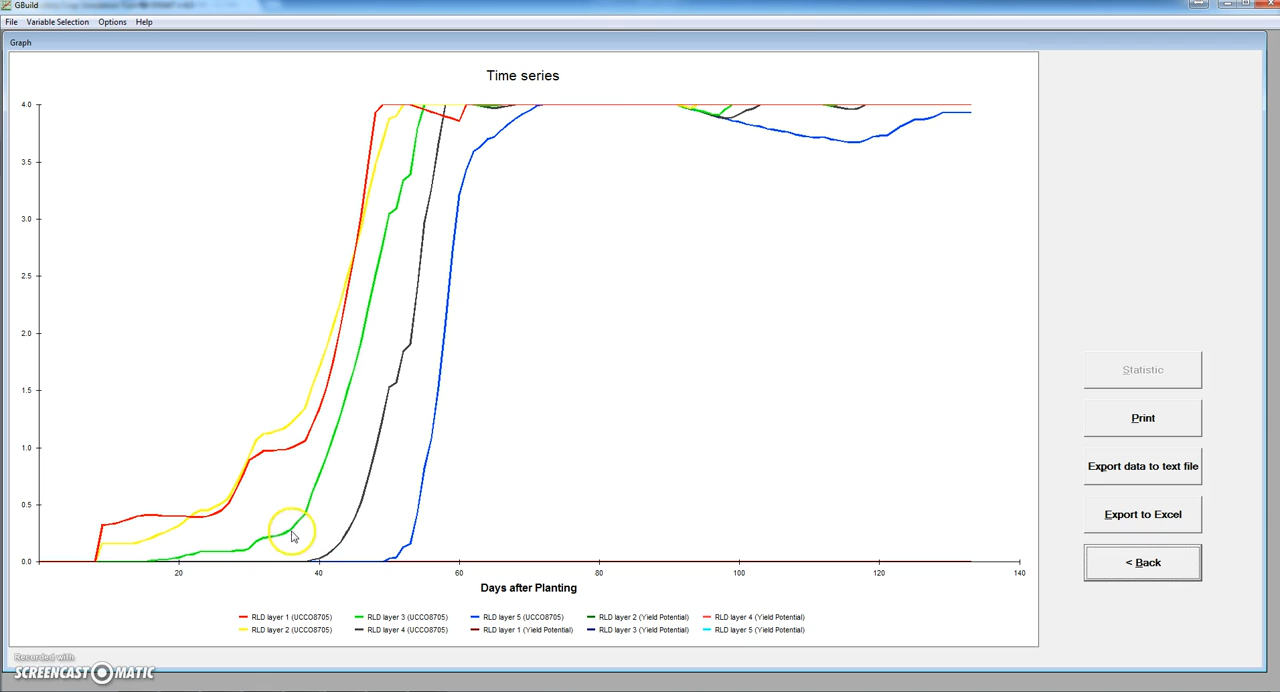 GBuild
File Variable Selection Options Help
Graph
Time series
4.0
3.5
3.0
2.5
2.0
1.5
1.0
0.5
0.0
20 40 60 80 100 120 140
Days after Planting
RLD layer 1 (UCCO8705) RLD layer 3 (UCCO8705) RLD layer 5 (UCCO8705) RLD layer 2 (Yield Potential) RLD layer 4 (Yield Potential)
RLD layer 2 (UCCO8705) RLD layer 4 (UCCO8705) RLD layer 1 (Yield Potential) RLD layer 3 (Yield Potential) RLD layer 5 (Yield Potential)
Statistic
Print
Export data to text file
Export to Excel
< Back
Recorded with
SCREENCAST MATIC